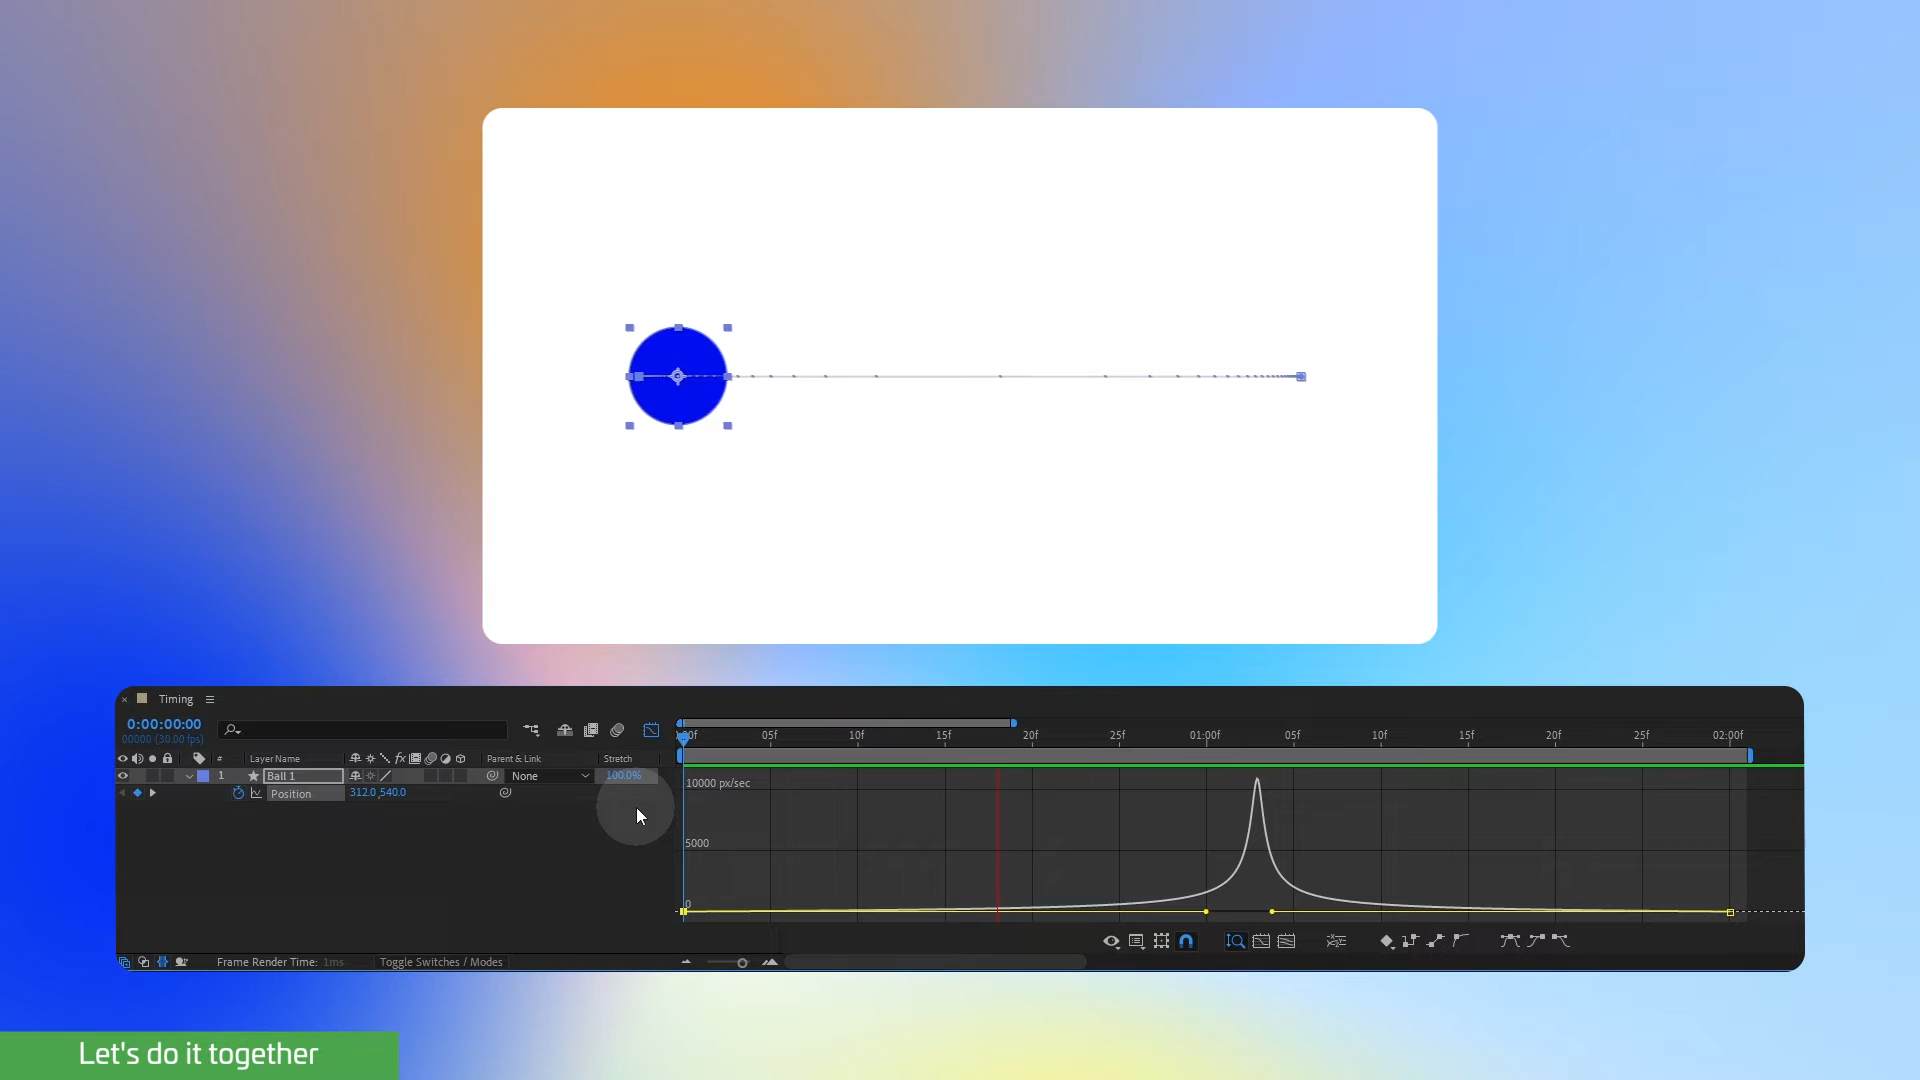 Timing
0:00:00:00
00000 (30.00 fps)
:00f 05f 10f 15f 20f 25f 01:00f 05f 10f 15f 20f 25f 02:00f
# Layer Name Parent & Link Stretch
1 Ball 1 None 100.0%
Position 312.0,540.0
10000 px/sec
5000
0
Frame Render Time: 1ms Toggle Switches / Modes
Let's do it together